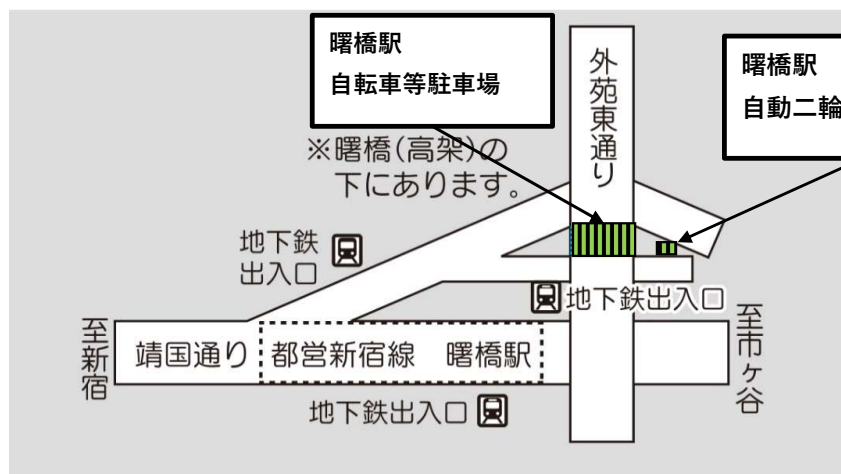 曙橋駅
自転車等駐車場
曙橋駅
自動二輪
外苑東通り
※曙橋(高架)の
下にあります。
地下鉄
出入口
地下鉄出入口
至新宿
靖国通り
都営新宿線 曙橋駅
至市ヶ谷
地下鉄出入口